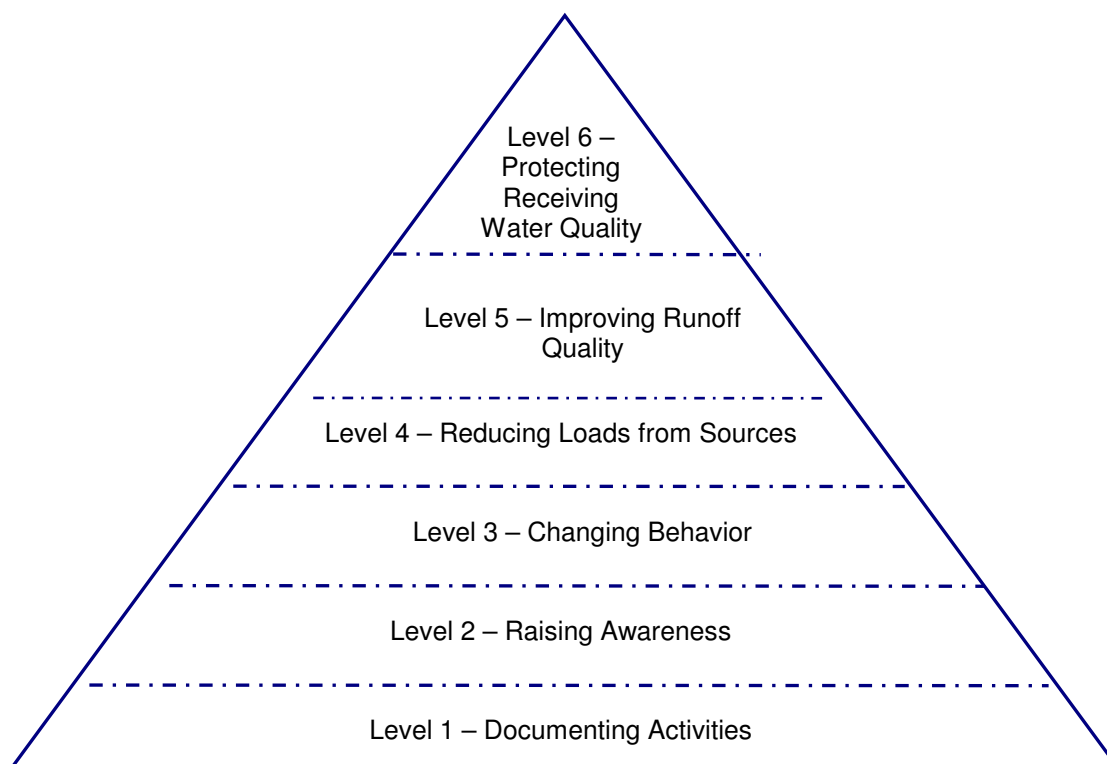 Level 6 –
Protecting
Receiving
Water Quality
Level 5 – Improving Runoff
Quality
Level 4 – Reducing Loads from Sources
Level 3 – Changing Behavior
Level 2 – Raising Awareness
Level 1 – Documenting Activities